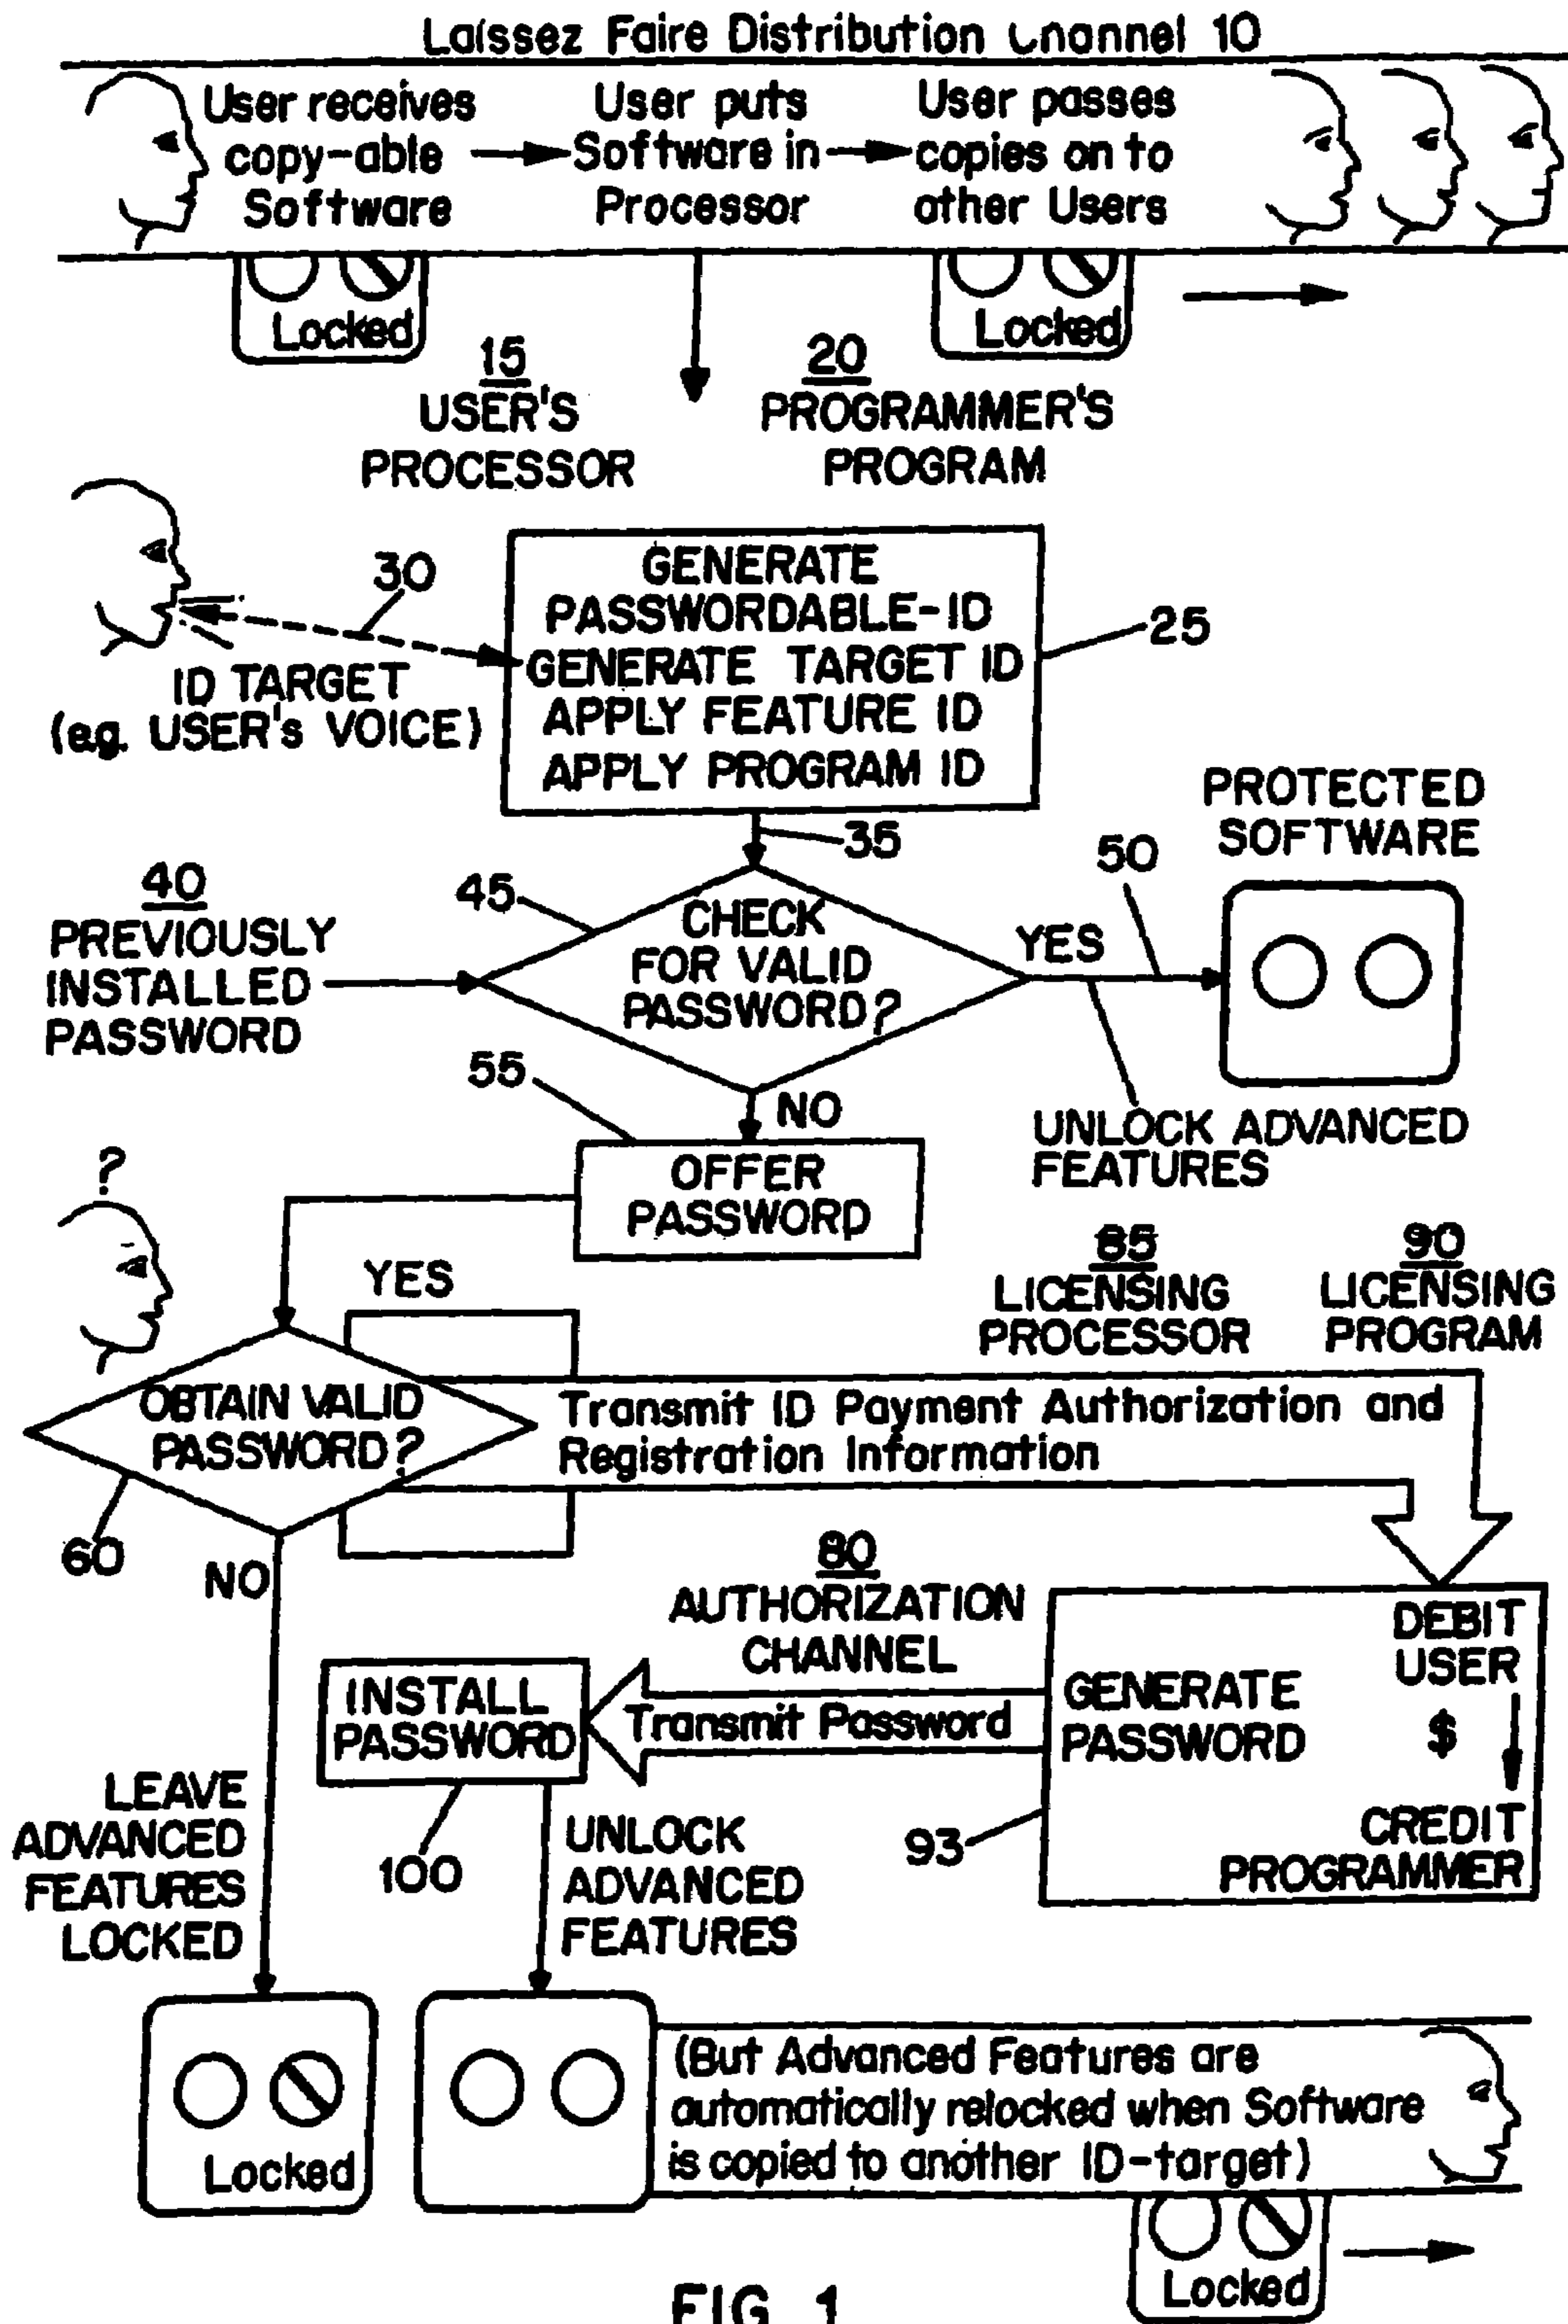 Laissez Faire Distribution Channel 10
User receives
copy-able
Software
User puts
Software in
Processor
User passes
copies on to
other Users
Locked
Locked
15
USER'S
PROCESSOR
20
PROGRAMMER'S
PROGRAM
30
ID TARGET
(e.g. USER's VOICE)
GENERATE
PASSWORDABLE-ID
GENERATE TARGET ID
APPLY FEATURE ID
APPLY PROGRAM ID
25
35
40
PREVIOUSLY
INSTALLED
PASSWORD
45
CHECK
FOR VALID
PASSWORD?
YES
50
PROTECTED
SOFTWARE
UNLOCK ADVANCED
FEATURES
NO
55
OFFER
PASSWORD
?
YES
85
LICENSING
PROCESSOR
90
LICENSING
PROGRAM
OBTAIN VALID
PASSWORD?
Transmit ID Payment Authorization and
Registration Information
60
NO
80
AUTHORIZATION
CHANNEL
INSTALL
PASSWORD
Transmit Password
GENERATE
PASSWORD
DEBIT
USER
$
CREDIT
PROGRAMMER
93
100
LEAVE
ADVANCED
FEATURES
LOCKED
UNLOCK
ADVANCED
FEATURES
Locked
(But Advanced Features are
automatically relocked when Software
is copied to another ID-target)
Locked
FIG 1